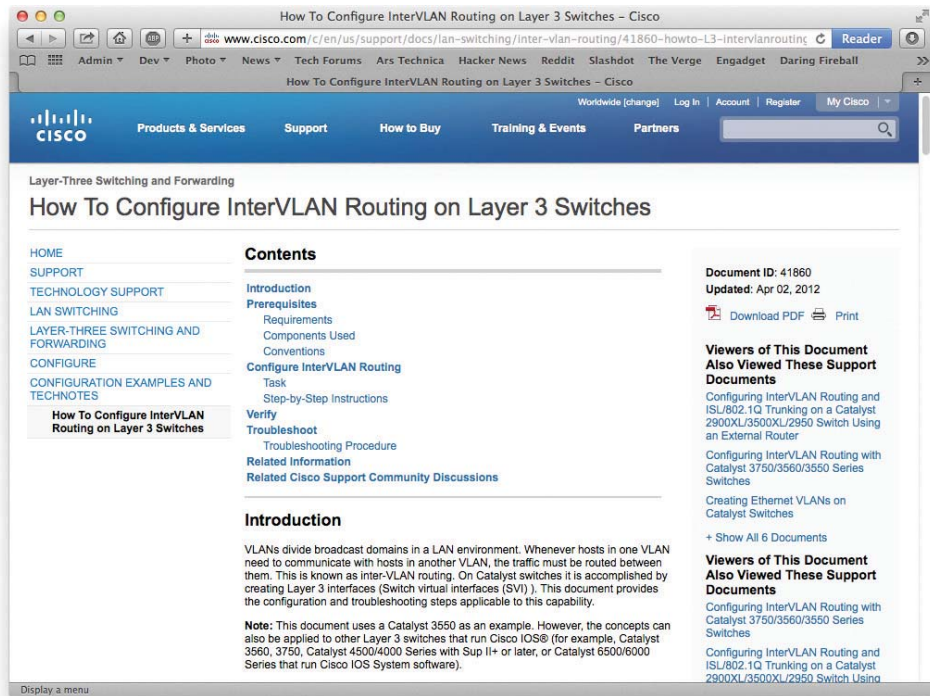 How To Configure InterVLAN Routing on Layer 3 Switches – Cisco
www.cisco.com/c/en/us/support/docs/lan-switching/inter-vlan-routing/41860-howto-L3-intervlanrouting
Reader
Admin Dev Photo News Tech Forums Ars Technica Hacker News Reddit Slashdot The Verge Engadget Daring Fireball
How To Configure InterVLAN Routing on Layer 3 Switches – Cisco
Worldwide [change] Log In | Account | Register My Cisco
CISCO
Products & Services Support How to Buy Training & Events Partners
Layer-Three Switching and Forwarding
How To Configure InterVLAN Routing on Layer 3 Switches
HOME
SUPPORT
TECHNOLOGY SUPPORT
LAN SWITCHING
LAYER-THREE SWITCHING AND
FORWARDING
CONFIGURE
CONFIGURATION EXAMPLES AND
TECHNOTES
How To Configure InterVLAN
Routing on Layer 3 Switches
Contents
Introduction
Prerequisites
Requirements
Components Used
Conventions
Configure InterVLAN Routing
Task
Step-by-Step Instructions
Verify
Troubleshoot
Troubleshooting Procedure
Related Information
Related Cisco Support Community Discussions
Introduction
VLANs divide broadcast domains in a LAN environment. Whenever hosts in one VLAN
need to communicate with hosts in another VLAN, the traffic must be routed between
them. This is known as inter-VLAN routing. On Catalyst switches it is accomplished by
creating Layer 3 interfaces (Switch virtual interfaces (SVI) ). This document provides
the configuration and troubleshooting steps applicable to this capability.
Note: This document uses a Catalyst 3550 as an example. However, the concepts can
also be applied to other Layer 3 switches that run Cisco IOS® (for example, Catalyst
3560, 3750, Catalyst 4500/4000 Series with Sup II+ or later, or Catalyst 6500/6000
Series that run Cisco IOS System software).
Document ID: 41860
Updated: Apr 02, 2012
Download PDF Print
Viewers of This Document
Also Viewed These Support
Documents
Configuring InterVLAN Routing and
ISL/802.1Q Trunking on a Catalyst
2900XL/3500XL/2950 Switch Using
an External Router
Configuring InterVLAN Routing with
Catalyst 3750/3560/3550 Series
Switches
Creating Ethernet VLANs on
Catalyst Switches
+ Show All 6 Documents
Viewers of This Document
Also Viewed These Support
Documents
Configuring InterVLAN Routing with
Catalyst 3750/3560/3550 Series
Switches
Configuring InterVLAN Routing and
ISL/802.1Q Trunking on a Catalyst
2900XL/3500XL/2950 Switch Using
Display a menu